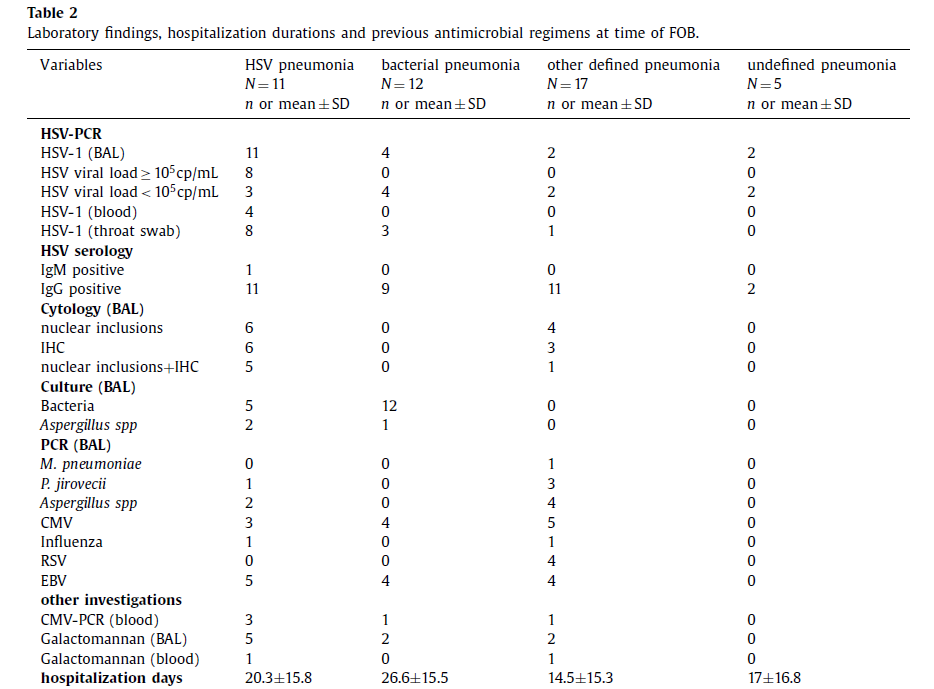 Table 2
Laboratory findings, hospitalization durations and previous antimicrobial regimens at time of FOB.
Variables HSV pneumonia bacterial pneumonia other defined pneumonia undefined pneumonia
N = 11 N = 12 N = 17 N = 5
n or mean ± SD n or mean ± SD n or mean ± SD n or mean ± SD
HSV-PCR
HSV-1 (BAL) 11 4 2 2
HSV viral load ≥ 10⁵cp/mL 8 0 0 0
HSV viral load < 10⁵cp/mL 3 4 2 2
HSV-1 (blood) 4 0 0 0
HSV-1 (throat swab) 8 3 1 0
HSV serology
IgM positive 1 0 0 0
IgG positive 11 9 11 2
Cytology (BAL)
nuclear inclusions 6 0 4 0
IHC 6 0 3 0
nuclear inclusions+IHC 5 0 1 0
Culture (BAL)
Bacteria 5 12 0 0
Aspergillus spp 2 1 0 0
PCR (BAL)
M. pneumoniae 0 0 1 0
P. jirovecii 1 0 3 0
Aspergillus spp 2 0 4 0
CMV 3 4 5 0
Influenza 1 0 1 0
RSV 0 0 4 0
EBV 5 4 4 0
other investigations
CMV-PCR (blood) 3 1 1 0
Galactomannan (BAL) 5 2 2 0
Galactomannan (blood) 1 0 1 0
hospitalization days 20.3±15.8 26.6±15.5 14.5±15.3 17±16.8